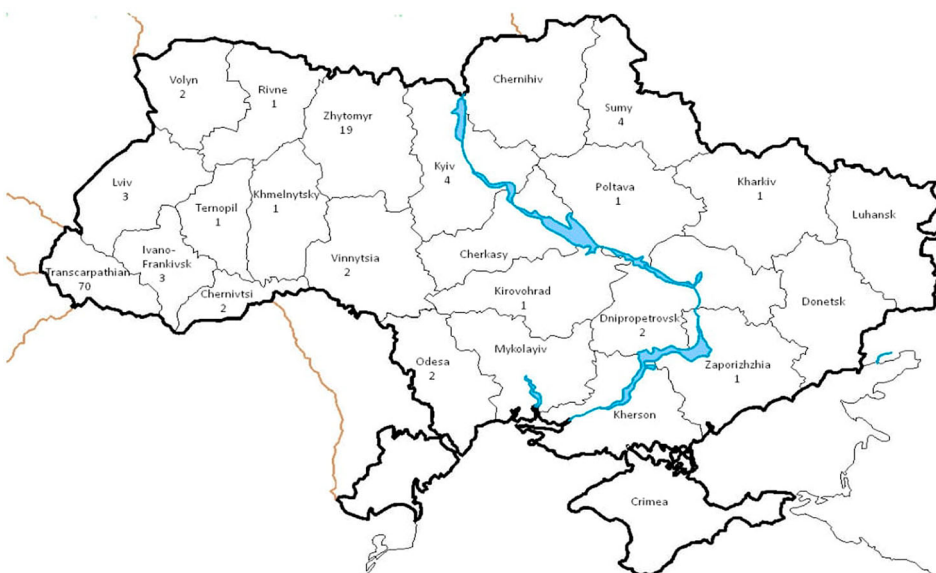 Volyn
2
Rivne
1
Zhytomyr
19
Chernihiv
Sumy
4
Kyiv
4
Lviv
3
Ternopil
1
Khmelnytsky
1
Poltava
1
Kharkiv
1
Luhansk
Transcarpathian
70
Ivano-
Frankivsk
3
Chernivtsi
2
Vinnytsia
2
Cherkasy
Kirovohrad
1
Dnipropetrovsk
2
Donetsk
Odesa
2
Mykolayiv
Zaporizhzhia
1
Kherson
Crimea